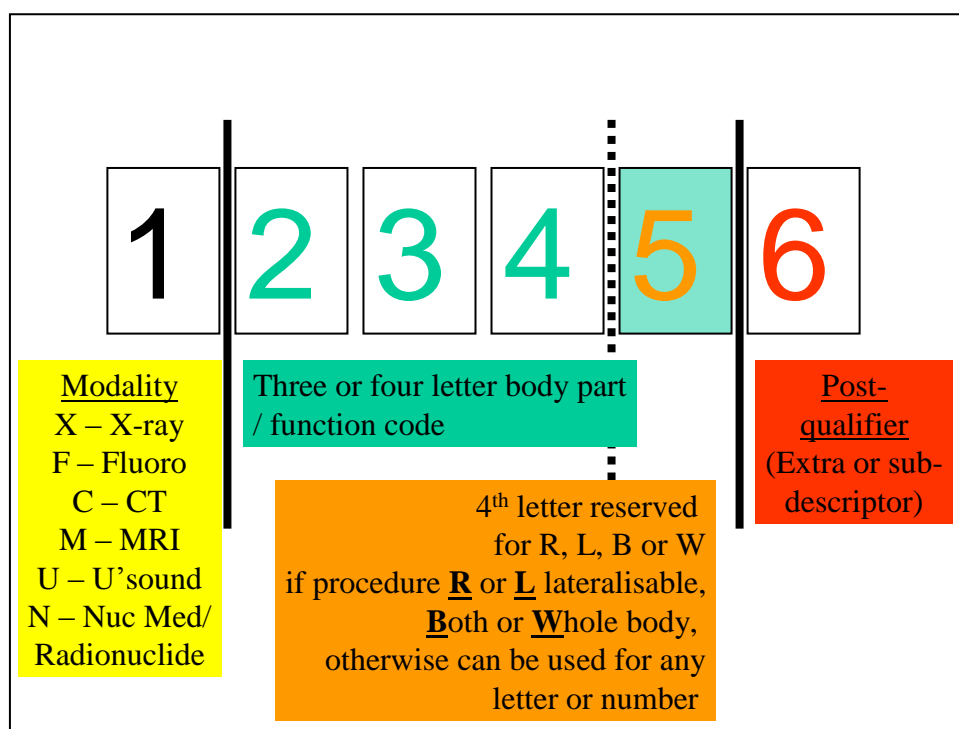 1 2 3 4 5 6
Modality
X – X-ray
F – Fluoro
C – CT
M – MRI
U – U’sound
N – Nuc Med/
Radionuclide
Three or four letter body part
/ function code
4th letter reserved
for R, L, B or W
if procedure R or L lateralisable,
Both or Whole body,
otherwise can be used for any
letter or number
Post-
qualifier
(Extra or sub-
descriptor)